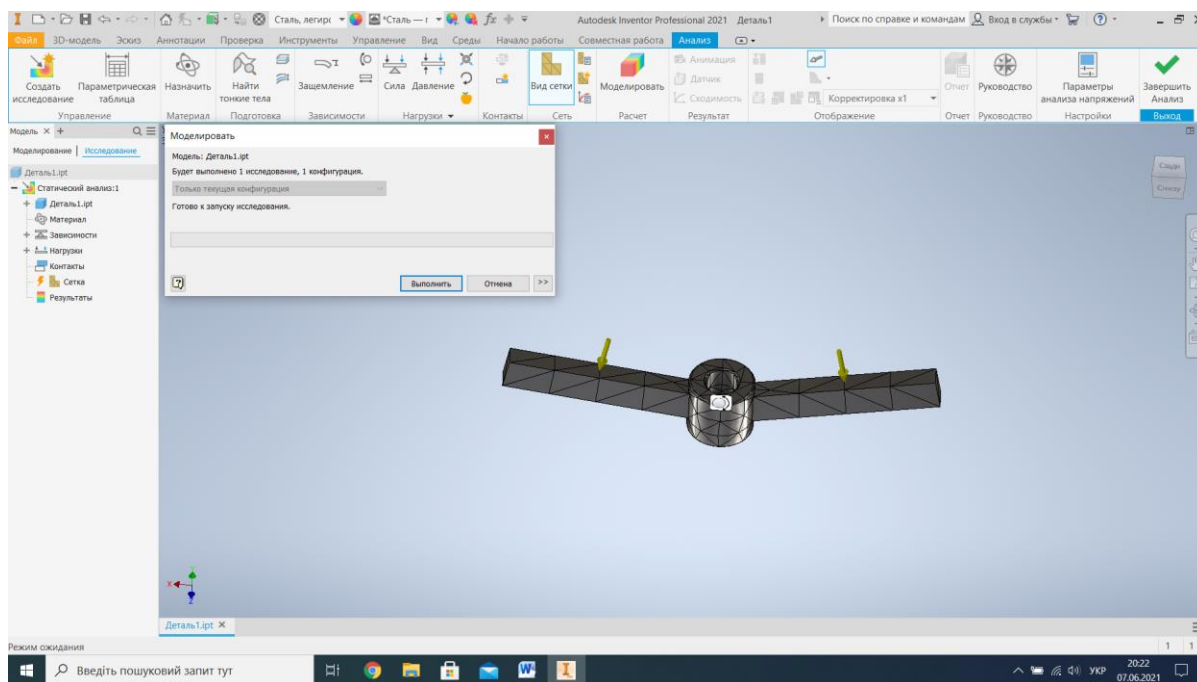 Сталь, легиро
*Сталь — г
fx
Autodesk Inventor Professional 2021 Деталь1
Поиск по справке и командам
Вход в службы
Файл 3D-модель Эскиз Аннотации Проверка Инструменты Управление Вид Среды Начало работы Совместная работа Анализ
Создать исследование
Параметрическая таблица
Назначить
Найти тонкие тела
Защемление
Сила Давление
Вид сетки
Моделировать
Анимация
Датчик
Сходимость
Корректировка x1
Отчет
Руководство
Параметры анализа напряжений
Завершить Анализ
Управление Материал Подготовка Зависимости Нагрузки Контакты Сеть Расчет Результат Отображение Отчет Руководство Настройки Выход
Модель × +
Моделирование | Исследование
Деталь1.ipt
Статический анализ:1
Деталь1.ipt
Материал
Зависимости
Нагрузки
Контакты
Сетка
Результаты
Моделировать
Модель: Деталь1.ipt
Будет выполнено 1 исследование, 1 конфигурация.
Только текущая конфигурация
Готово к запуску исследования.
Выполнить Отмена >>
Снизу
X
Z
Деталь1.ipt ×
Режим ожидания
1 1
Введіть пошуковий запит тут
УКР
20:22
07.06.2021